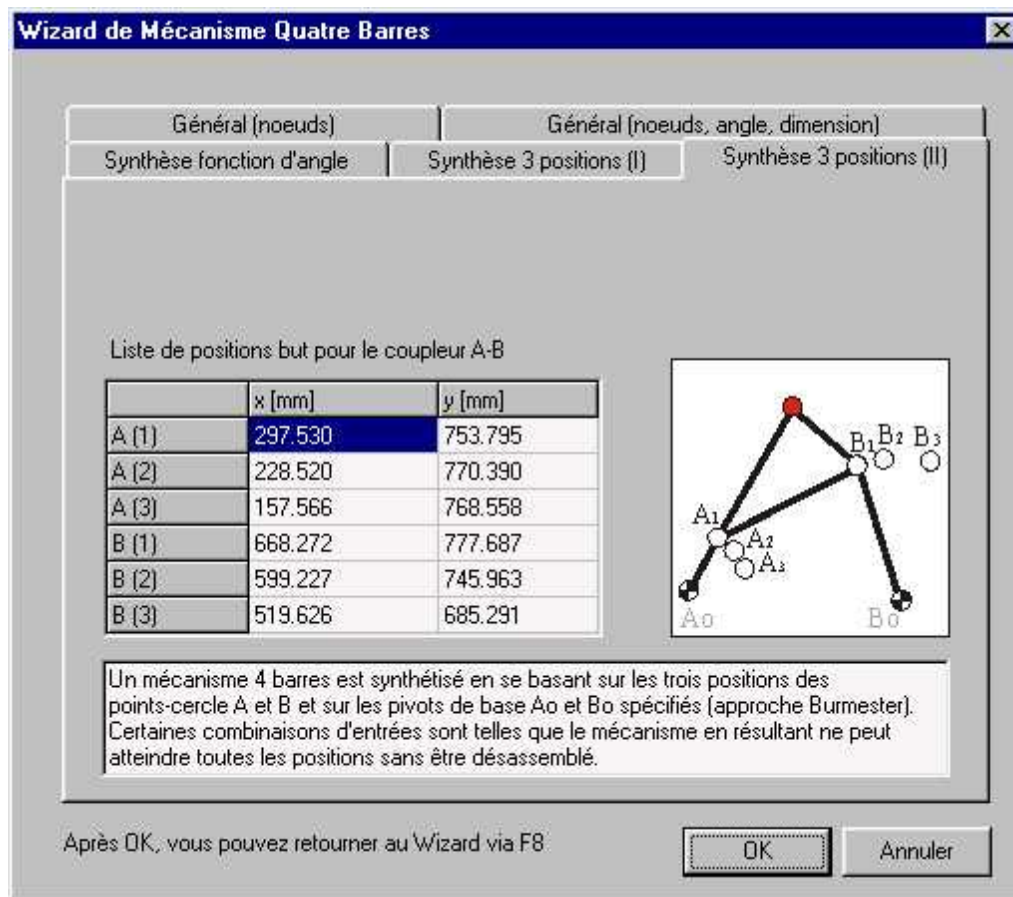 Wizard de Mécanisme Quatre Barres
Général (noeuds) Général (noeuds, angle, dimension)
Synthèse fonction d'angle Synthèse 3 positions (I) Synthèse 3 positions (II)
Liste de positions but pour le coupleur A-B
x [mm] y [mm]
A (1) 297.530 753.795
A (2) 228.520 770.390
A (3) 157.566 768.558
B (1) 668.272 777.687
B (2) 599.227 745.963
B (3) 519.626 685.291
B1 B2 B3
A1
A2
A3
Ao Bo
Un mécanisme 4 barres est synthétisé en se basant sur les trois positions des
points-cercle A et B et sur les pivots de base Ao et Bo spécifiés (approche Burmester).
Certaines combinaisons d'entrées sont telles que le mécanisme en résultant ne peut
atteindre toutes les positions sans être désassemblé.
Après OK, vous pouvez retourner au Wizard via F8
OK Annuler